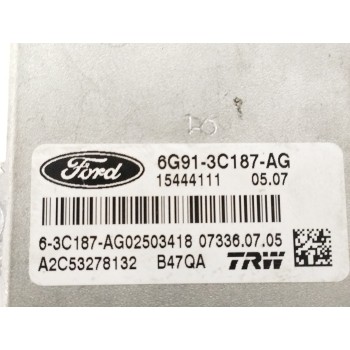 Ford
6G91-3C187-AG
15444111 05.07
6-3C187-AG02503418 07336.07.05
A2C53278132 B47QA TRW